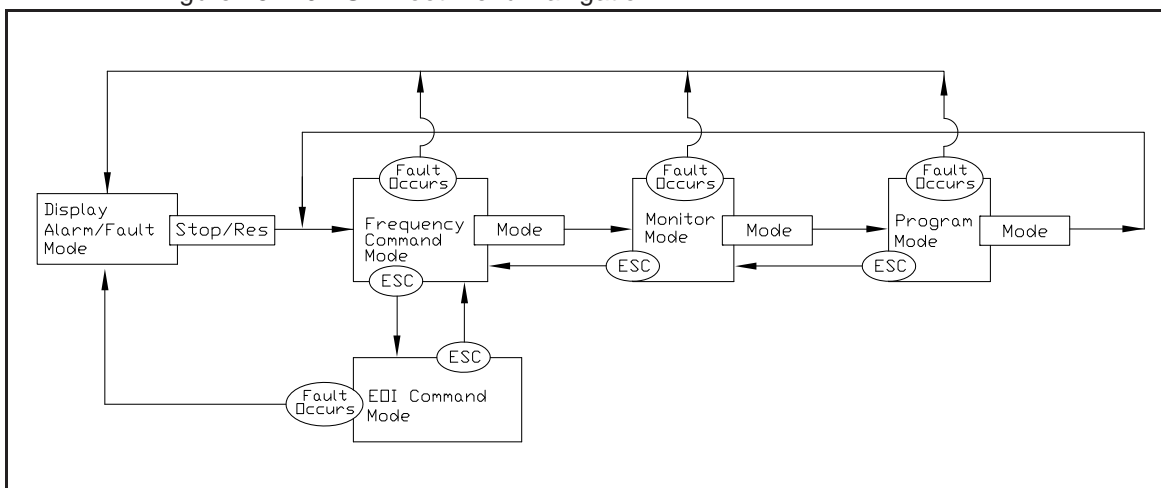 Fault
Occurs
Fault
Occurs
Fault
Occurs
Display
Alarm/Fault
Mode
Stop/Res
Frequency
Command
Mode
Mode
Monitor
Mode
Mode
Program
Mode
Mode
ESC
ESC
ESC
ESC
Fault
Occurs
EOI Command
Mode